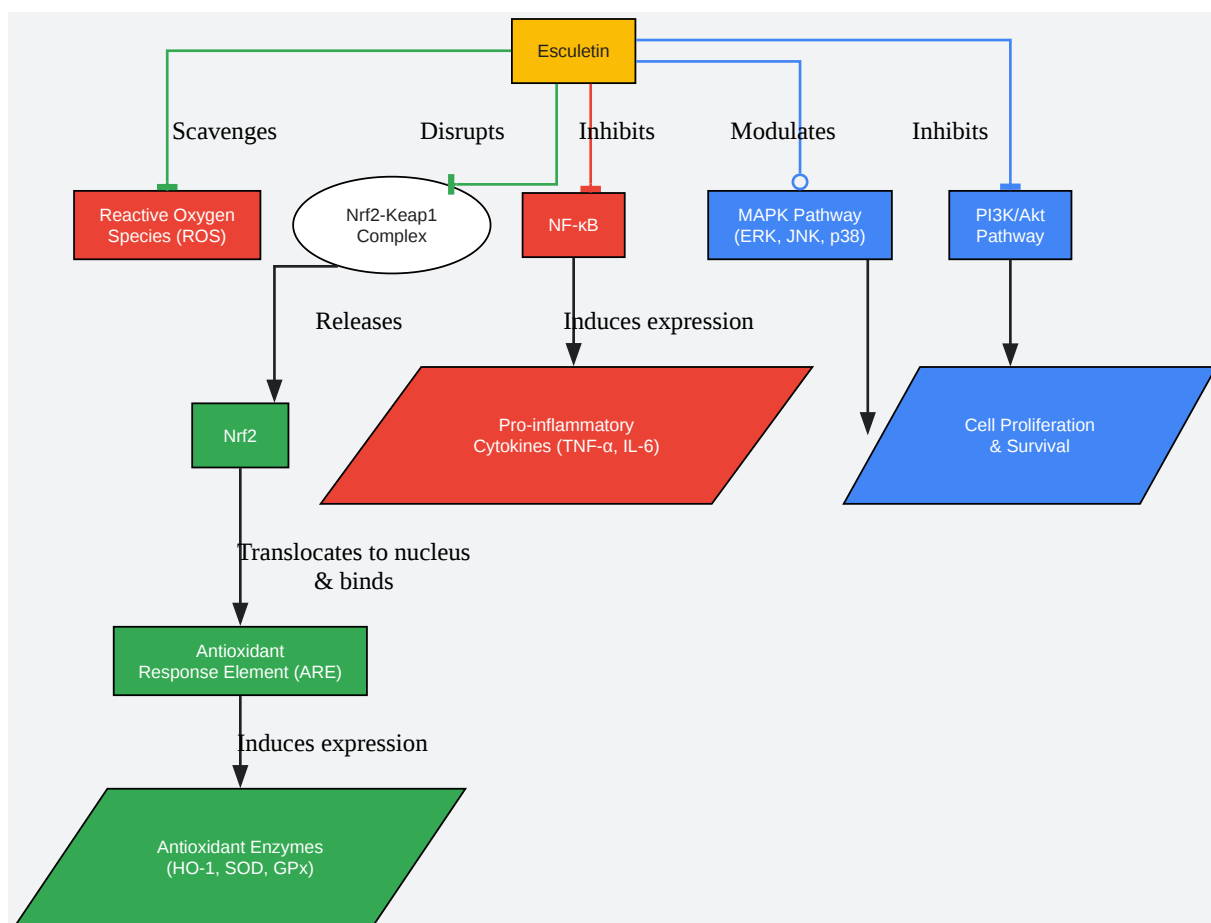 Esculetin
Scavenges
Disrupts
Inhibits
Modulates
Inhibits
Reactive Oxygen
Species (ROS)
Nrf2-Keap1
Complex
NF-κB
MAPK Pathway
(ERK, JNK, p38)
PI3K/Akt
Pathway
Releases
Induces expression
Nrf2
Pro-inflammatory
Cytokines (TNF-α, IL-6)
Cell Proliferation
& Survival
Translocates to nucleus
& binds
Antioxidant
Response Element (ARE)
Induces expression
Antioxidant Enzymes
(HO-1, SOD, GPx)